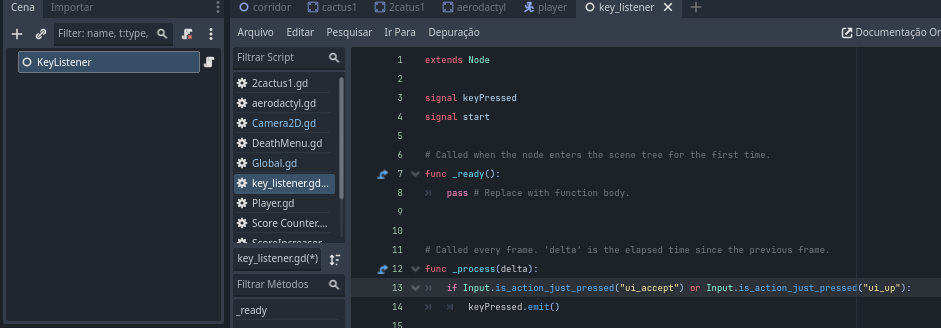 Cena Importar
Filter: name, t:type,
KeyListener
corridor cactus1 2catus1 aerodactyl player key_listener
Arquivo Editar Pesquisar Ir Para Depuração Documentação On
Filtrar Script
2cactus1.gd
aerodactyl.gd
Camera2D.gd
DeathMenu.gd
Global.gd
key_listener.gd...
Player.gd
Score Counter....
ScoreIncreaser
key_listener.gd(*)
Filtrar Métodos
_ready
1 extends Node
2
3 signal keyPressed
4 signal start
5
6 # Called when the node enters the scene tree for the first time.
7 func _ready():
8 pass # Replace with function body.
9
10
11 # Called every frame. 'delta' is the elapsed time since the previous frame.
12 func _process(delta):
13 if Input.is_action_just_pressed("ui_accept") or Input.is_action_just_pressed("ui_up"):
14 keyPressed.emit()
15